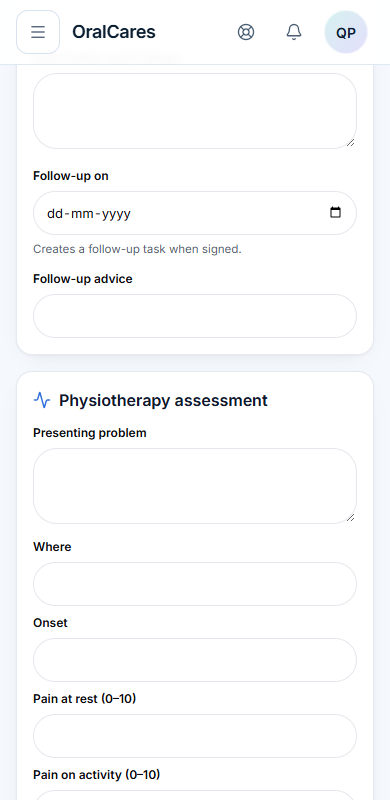 OralCares
QP
Follow-up on
dd-mm-yyyy
Creates a follow-up task when signed.
Follow-up advice
Physiotherapy assessment
Presenting problem
Where
Onset
Pain at rest (0–10)
Pain on activity (0–10)